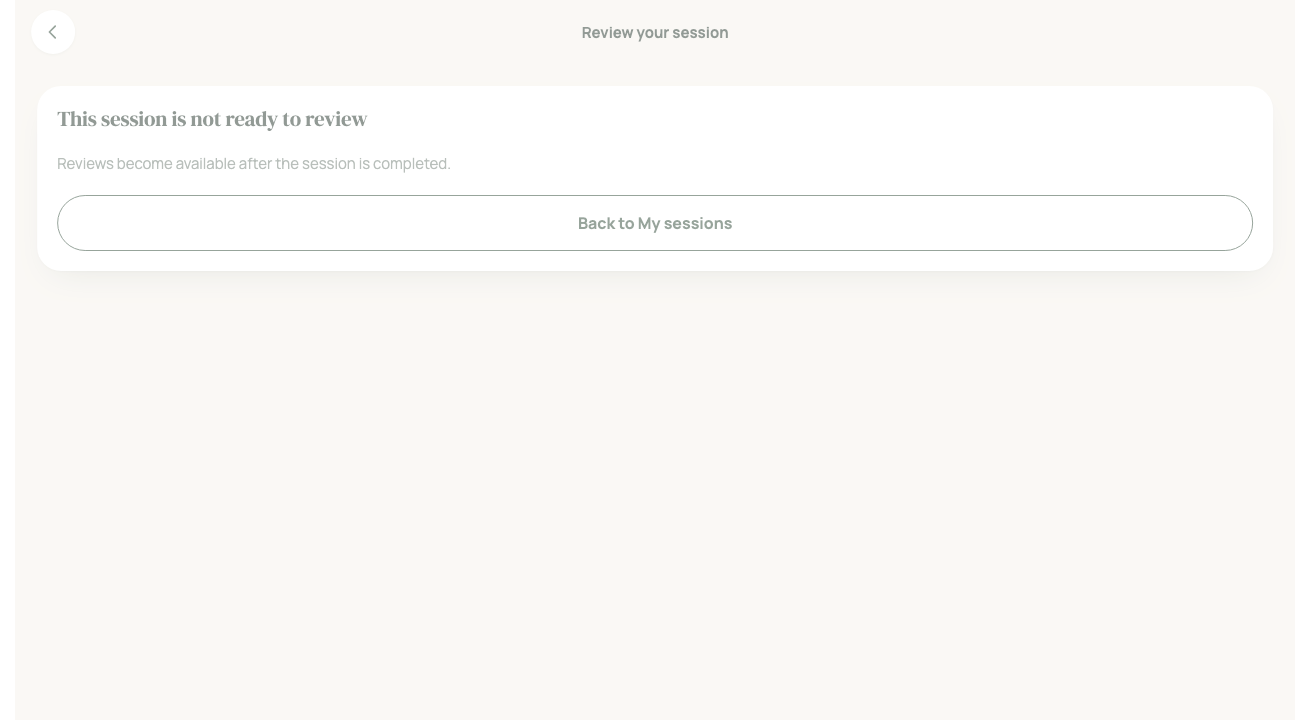 Review your session
This session is not ready to review
Reviews become available after the session is completed.
Back to My sessions